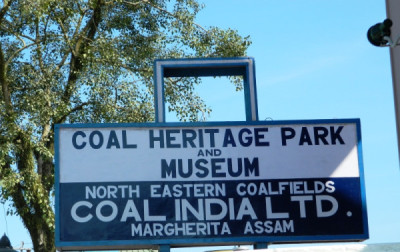 COAL HERITAGE PARK
AND
MUSEUM
NORTH EASTERN COALFIELDS
COAL INDIA LTD.
MARGHERITA ASSAM